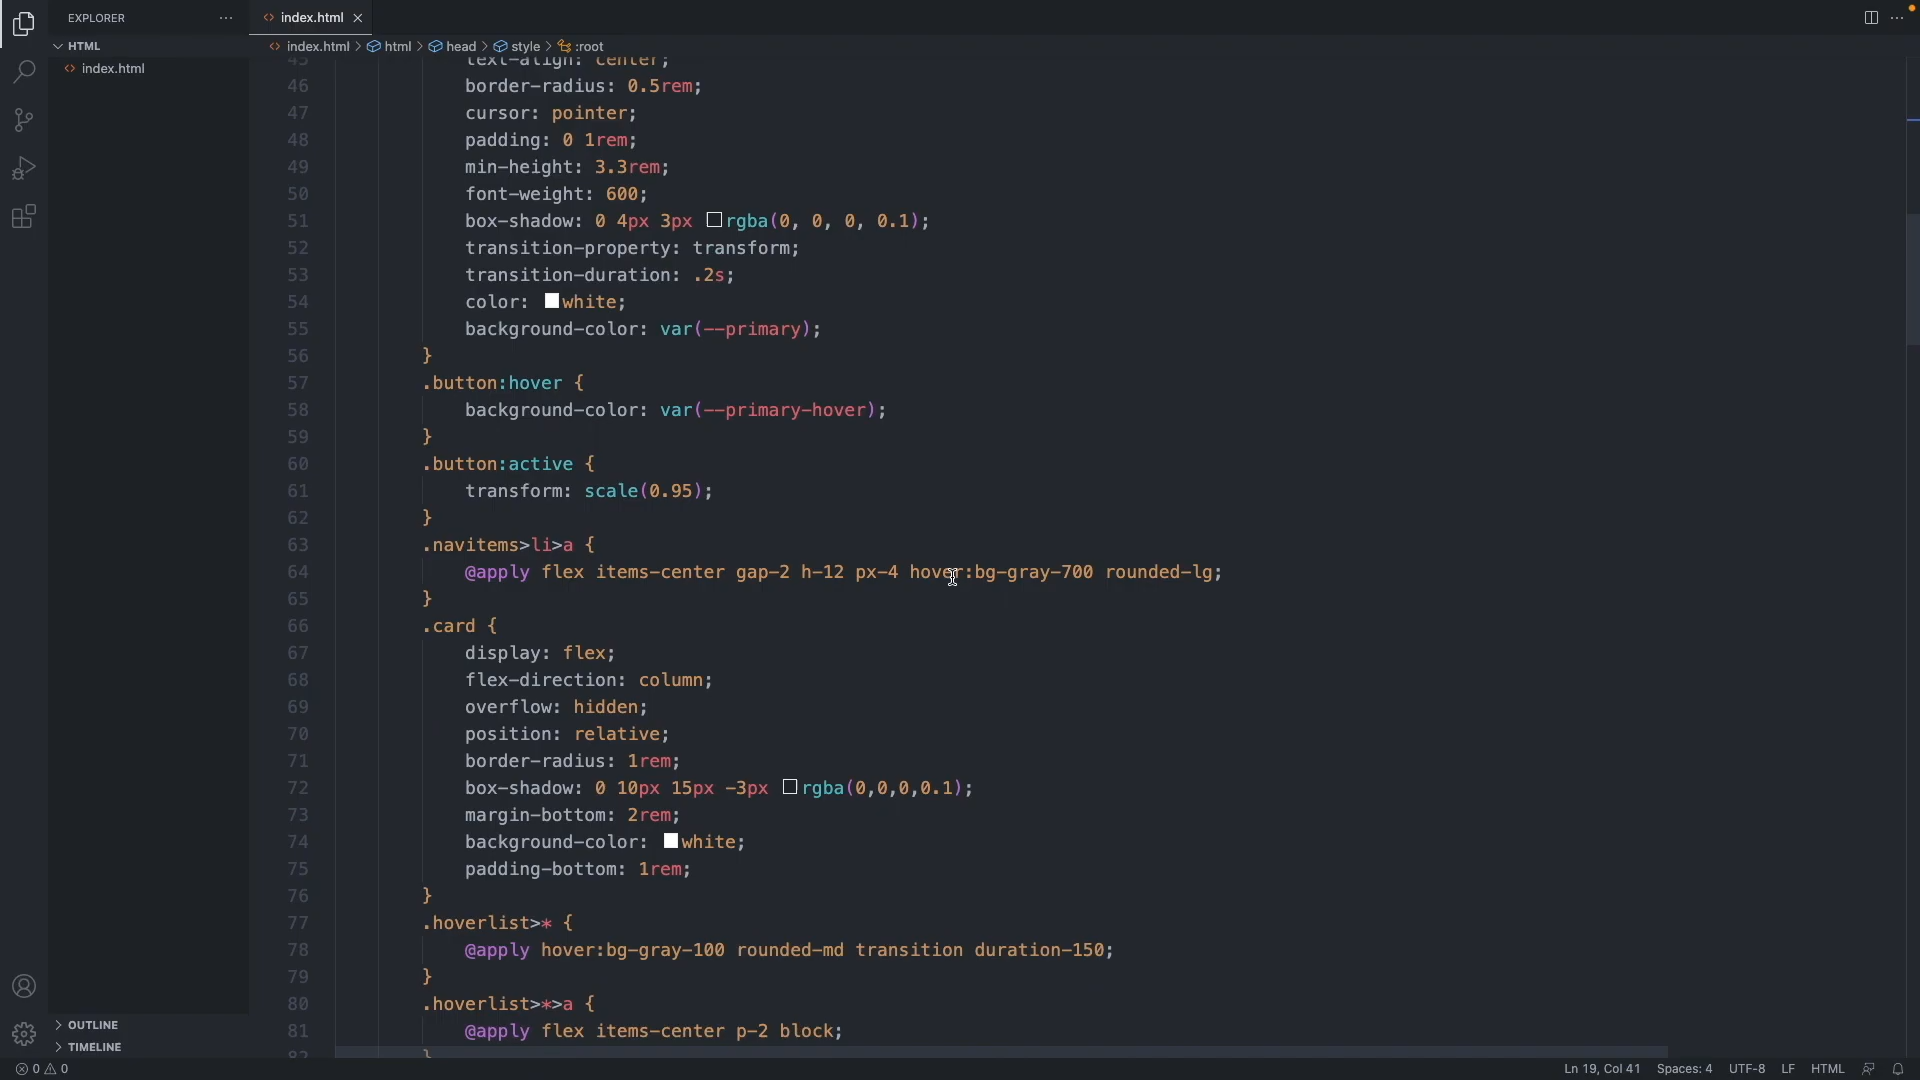 EXPLORER
index.html
HTML
index.html
index.html > html > head > style > :root
45 text-align: center;
46 border-radius: 0.5rem;
47 cursor: pointer;
48 padding: 0 1rem;
49 min-height: 3.3rem;
50 font-weight: 600;
51 box-shadow: 0 4px 3px rgba(0, 0, 0, 0.1);
52 transition-property: transform;
53 transition-duration: .2s;
54 color: white;
55 background-color: var(--primary);
56 }
57 .button:hover {
58 background-color: var(--primary-hover);
59 }
60 .button:active {
61 transform: scale(0.95);
62 }
63 .navitems>li>a {
64 @apply flex items-center gap-2 h-12 px-4 hover:bg-gray-700 rounded-lg;
65 }
66 .card {
67 display: flex;
68 flex-direction: column;
69 overflow: hidden;
70 position: relative;
71 border-radius: 1rem;
72 box-shadow: 0 10px 15px -3px rgba(0,0,0,0.1);
73 margin-bottom: 2rem;
74 background-color: white;
75 padding-bottom: 1rem;
76 }
77 .hoverlist>* {
78 @apply hover:bg-gray-100 rounded-md transition duration-150;
79 }
80 .hoverlist>*>a {
81 @apply flex items-center p-2 block;
82 }
OUTLINE
TIMELINE
0 0
Ln 19, Col 41
Spaces: 4
UTF-8
LF
HTML